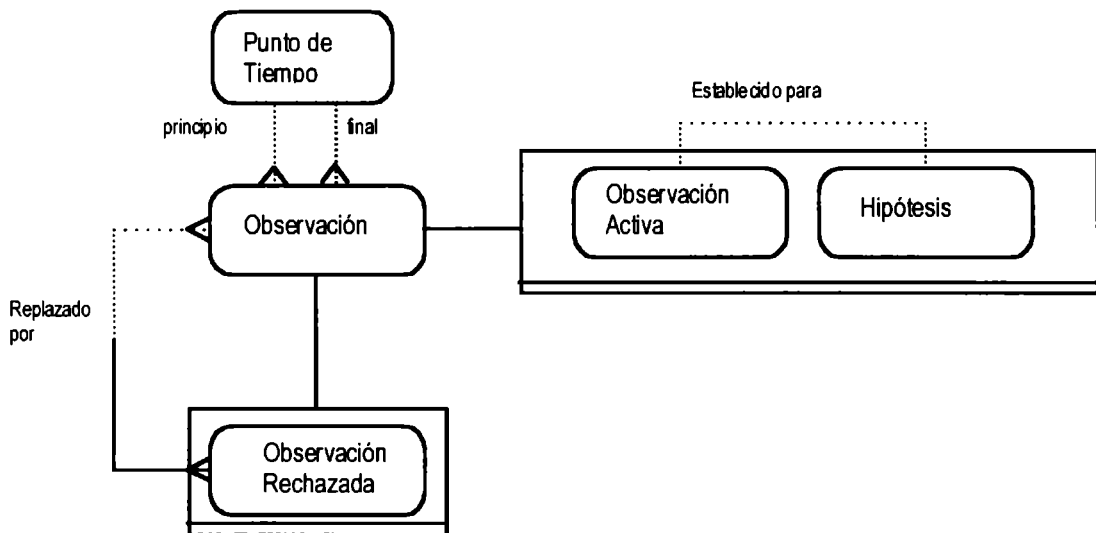 Punto de
Tiempo
principio
final
Establecido para
Observación
Observación
Activa
Hipótesis
Replazado
por
Observación
Rechazada